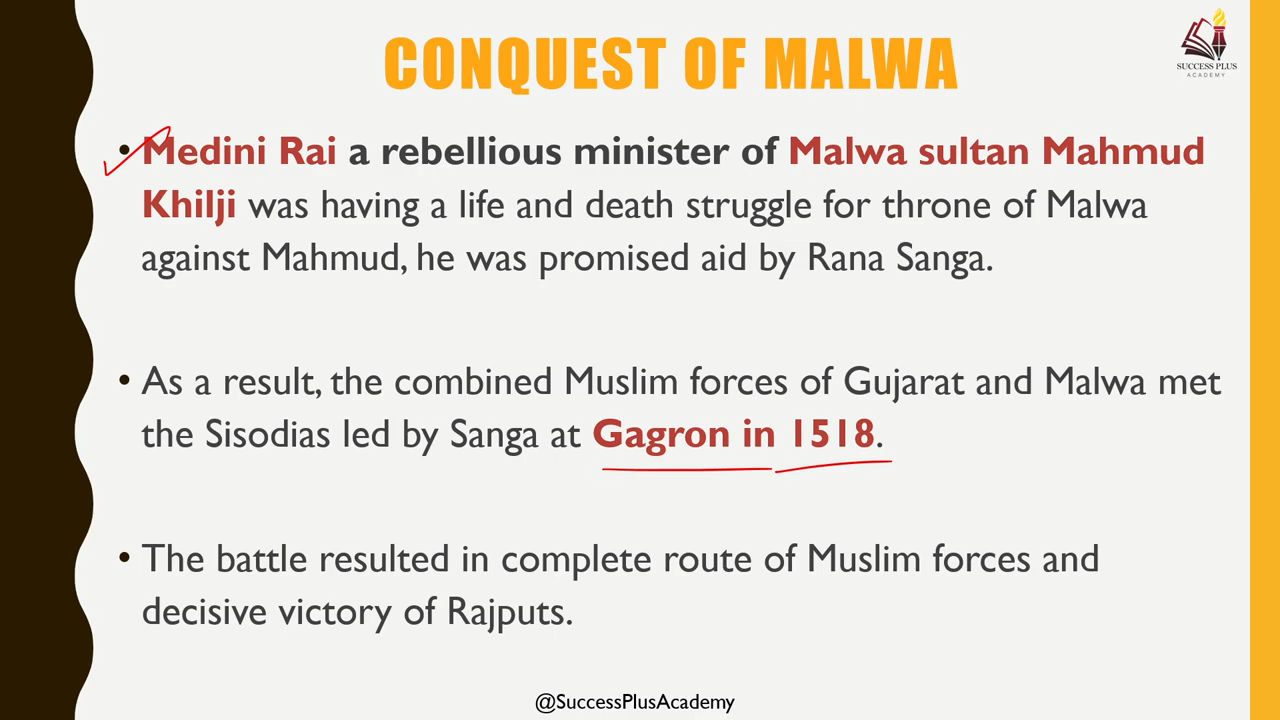 CONQUEST OF MALWA
SUCCESS PLUS
ACADEMY
• Medini Rai a rebellious minister of Malwa sultan Mahmud
Khilji was having a life and death struggle for throne of Malwa
against Mahmud, he was promised aid by Rana Sanga.
• As a result, the combined Muslim forces of Gujarat and Malwa met
the Sisodias led by Sanga at Gagron in 1518.
• The battle resulted in complete route of Muslim forces and
decisive victory of Rajputs.
@SuccessPlusAcademy